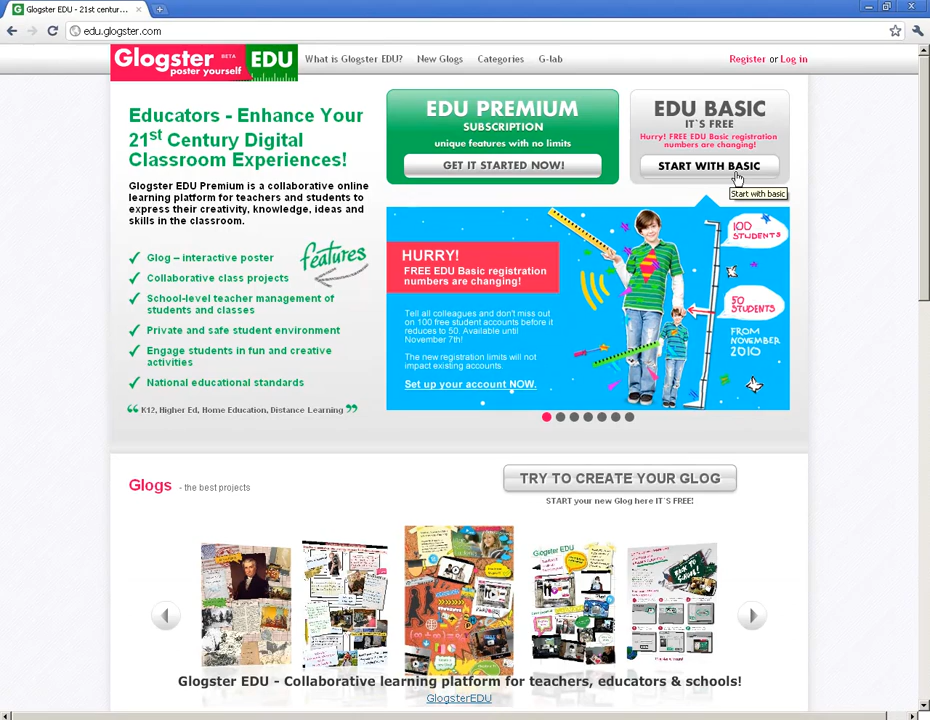 Glogster EDU - 21st centur...
edu.glogster.com
Glogster BETA EDU
poster yourself
What is Glogster EDU? New Glogs Categories G-lab
Register or Log in
Educators - Enhance Your
21st Century Digital
Classroom Experiences!
Glogster EDU Premium is a collaborative online
learning platform for teachers and students to
express their creativity, knowledge, ideas and
skills in the classroom.
features
Glog – interactive poster
Collaborative class projects
School-level teacher management of
students and classes
Private and safe student environment
Engage students in fun and creative
activities
National educational standards
“ K12, Higher Ed, Home Education, Distance Learning ”
EDU PREMIUM
SUBSCRIPTION
unique features with no limits
GET IT STARTED NOW!
EDU BASIC
IT`S FREE
Hurry! FREE EDU Basic registration
numbers are changing!
START WITH BASIC
Start with basic
HURRY!
FREE EDU Basic registration
numbers are changing!
Tell all colleagues and don't miss out
on 100 free student accounts before it
reduces to 50. Available until
November 7th!
The new registration limits will not
impact existing accounts.
Set up your account NOW.
100
STUDENTS
50
STUDENTS
FROM
NOVEMBER
2010
Glogs - the best projects
TRY TO CREATE YOUR GLOG
START your new Glog here IT`S FREE!
Glogster EDU
BACK TO
SCHOOL!
Glogster EDU - Collaborative learning platform for teachers, educators & schools!
GlogsterEDU